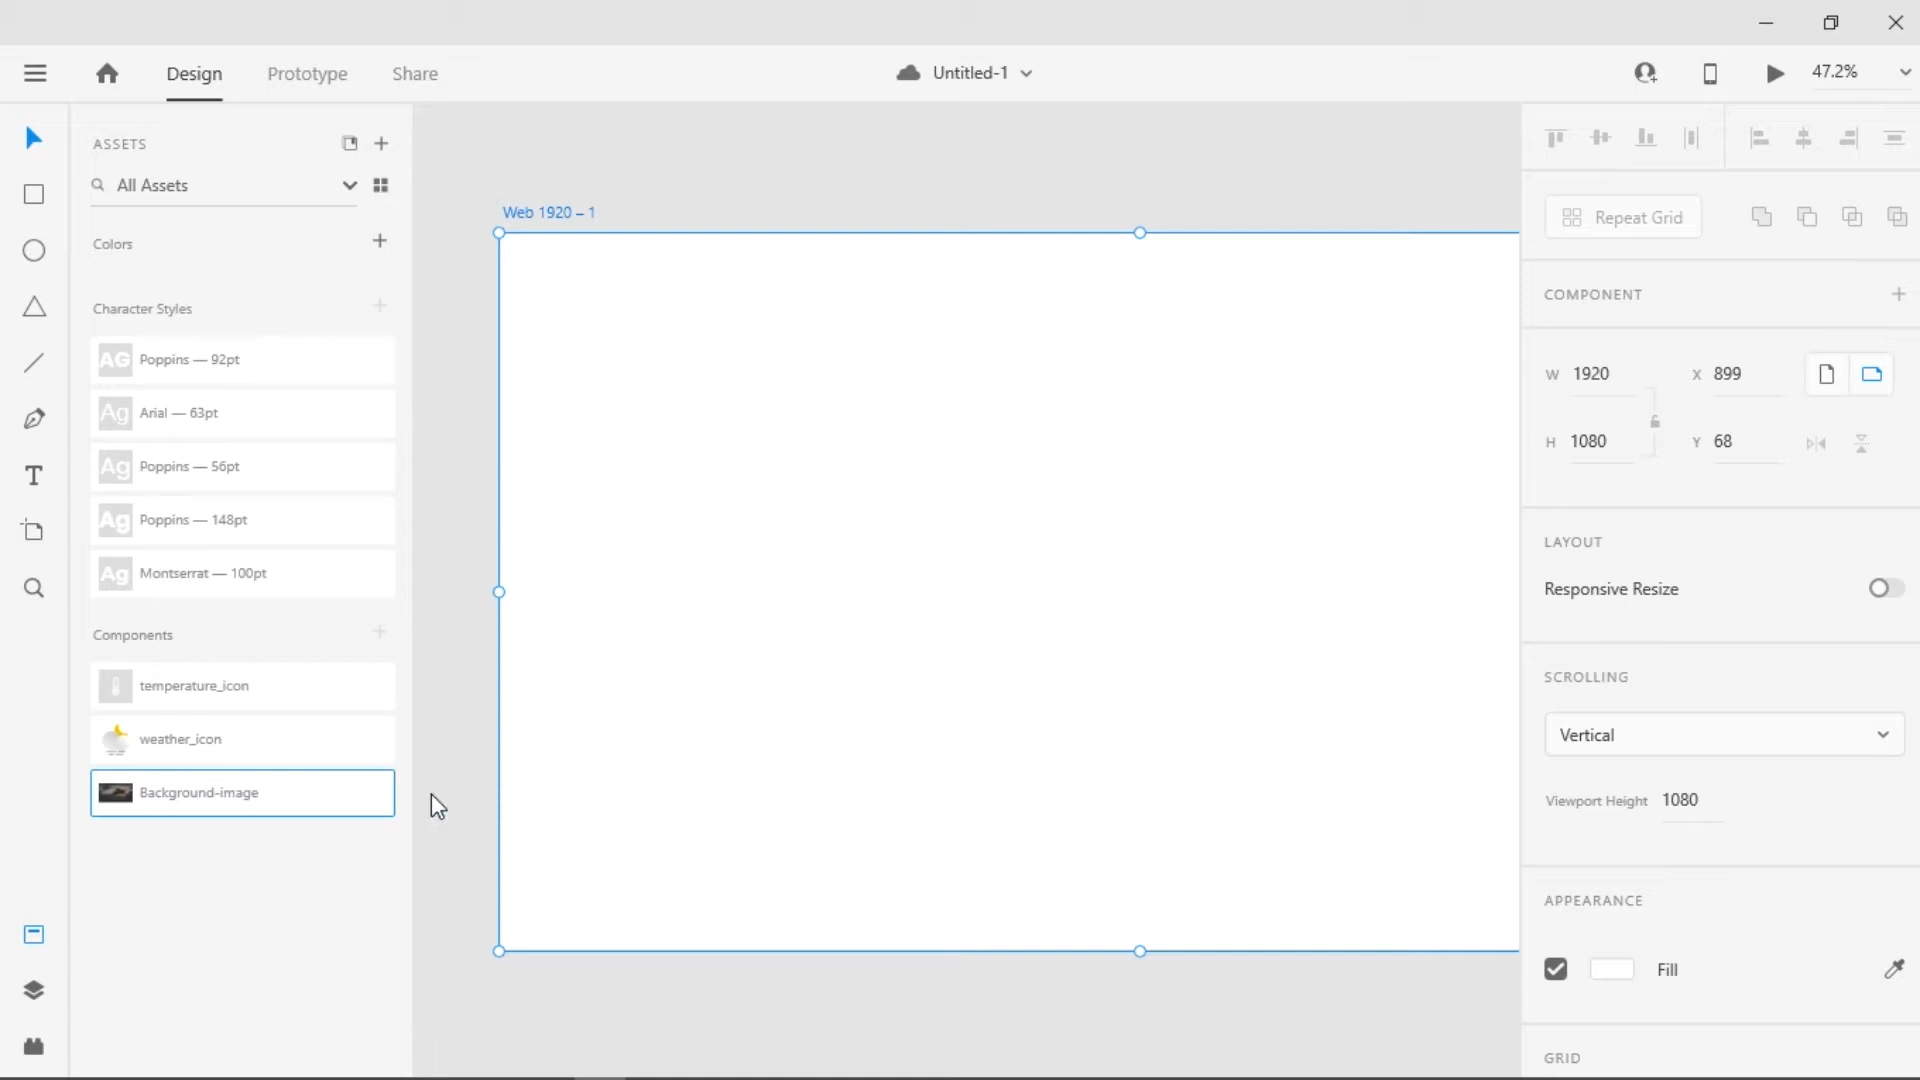 Design
Prototype
Share
Untitled-1
47.2%
ASSETS
All Assets
Colors
Character Styles
AG Poppins — 92pt
Ag Arial — 63pt
Ag Poppins — 56pt
Ag Poppins — 148pt
Ag Montserrat — 100pt
Components
temperature_icon
weather_icon
Background-image
Web 1920 – 1
Repeat Grid
COMPONENT
W 1920
X 899
H 1080
Y 68
LAYOUT
Responsive Resize
SCROLLING
Vertical
Viewport Height 1080
APPEARANCE
Fill
GRID